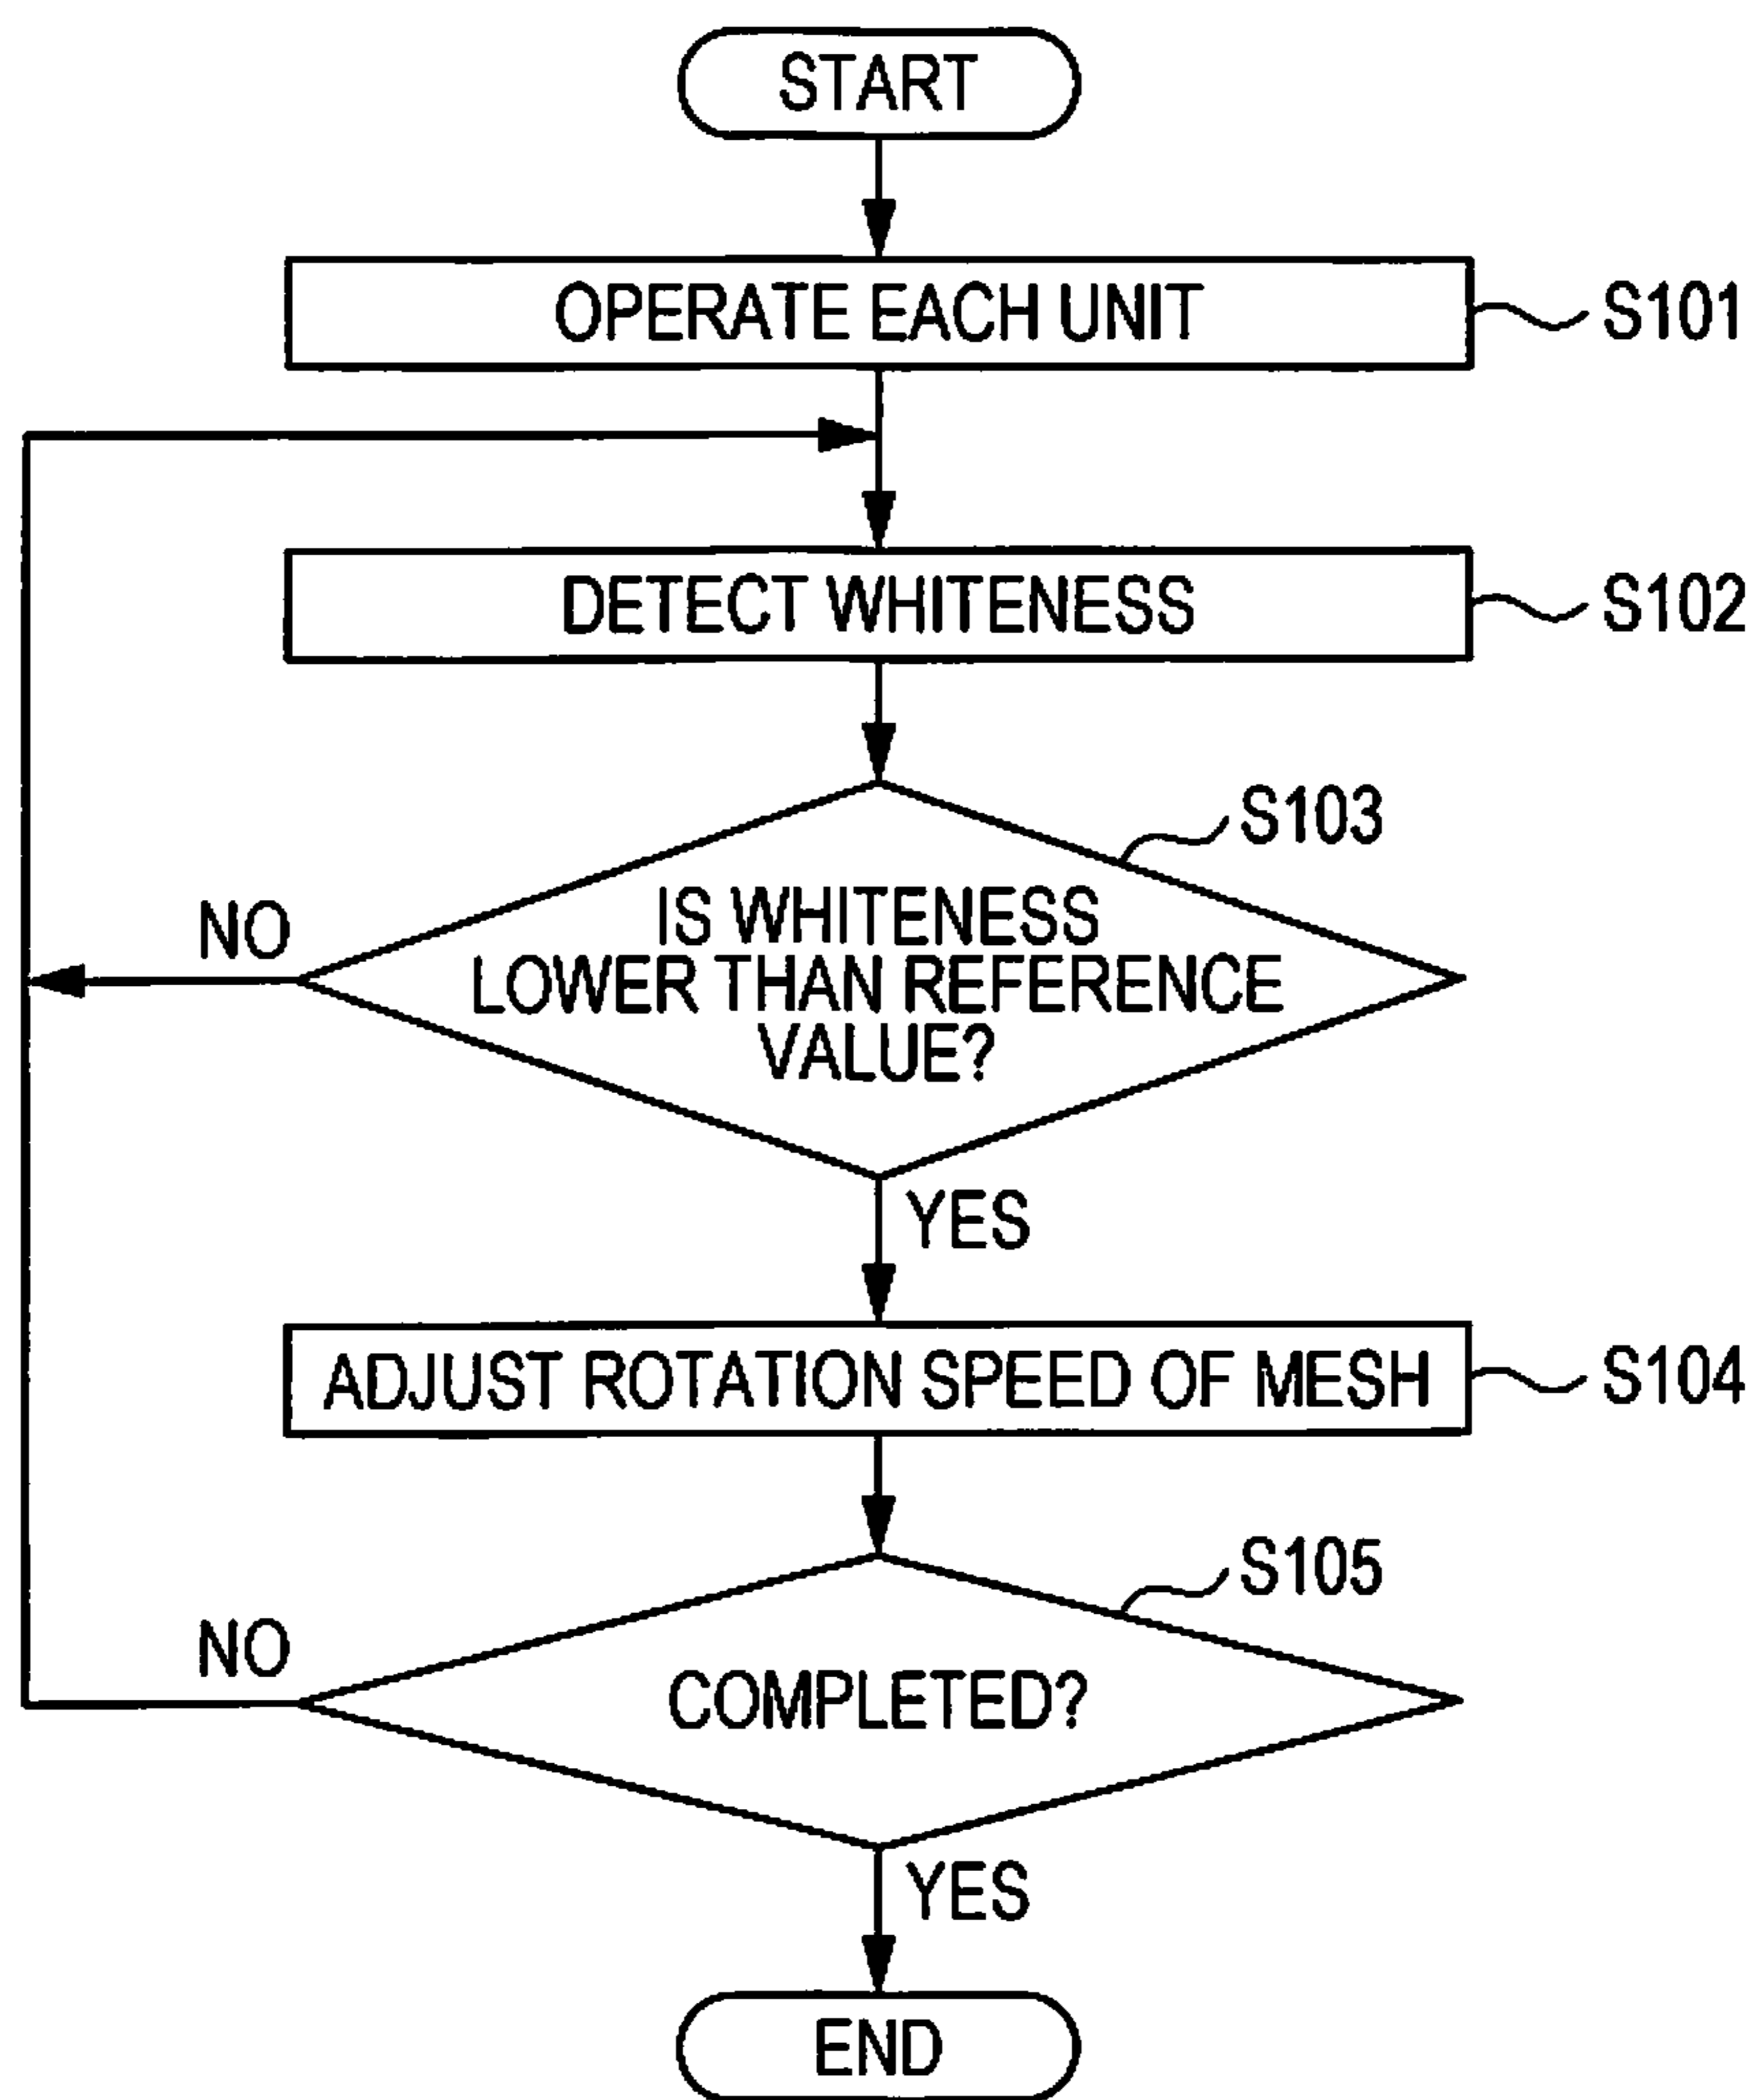 START
OPERATE EACH UNIT
S101
DETECT WHITENESS
S102
S103
IS WHITENESS
LOWER THAN REFERENCE
VALUE?
NO
YES
ADJUST ROTATION SPEED OF MESH
S104
S105
COMPLETED?
NO
YES
END